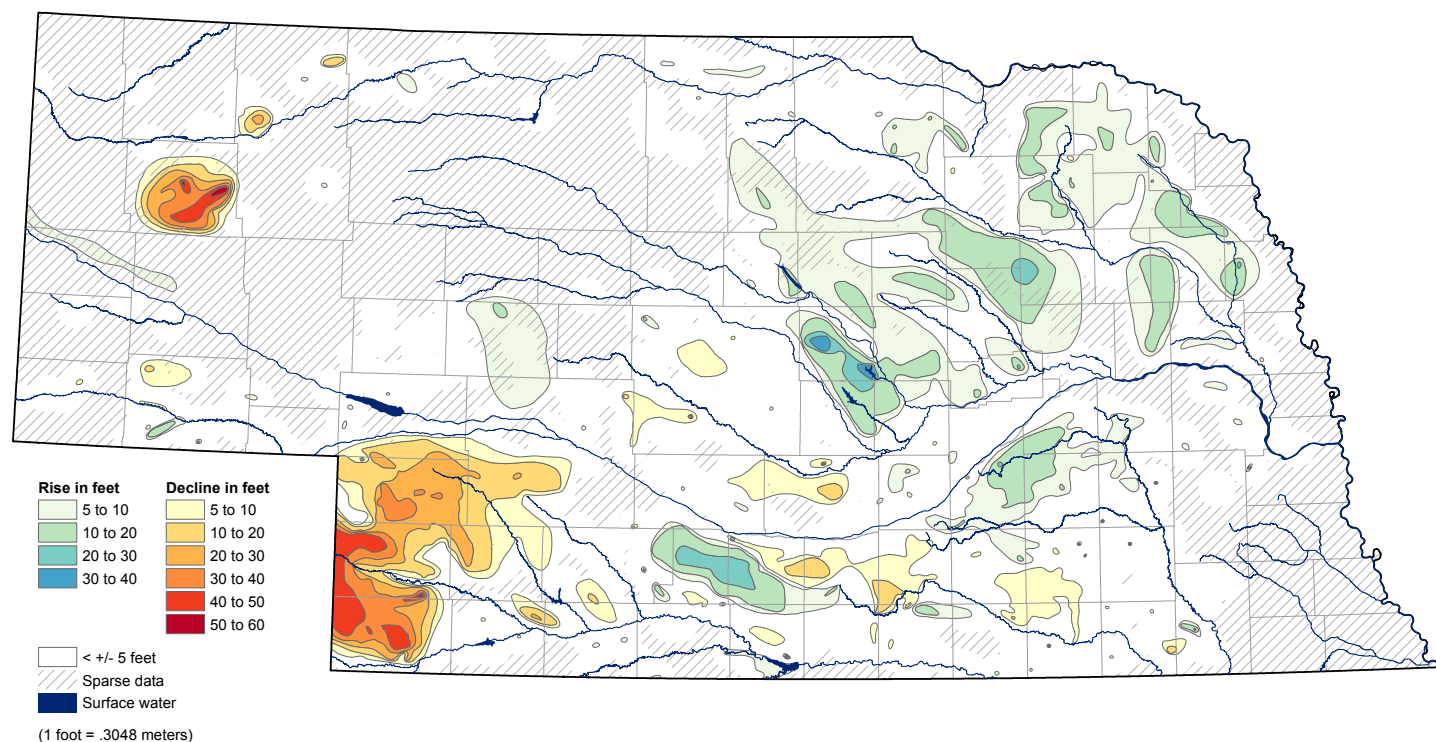 Rise in feet
5 to 10
10 to 20
20 to 30
30 to 40
Decline in feet
5 to 10
10 to 20
20 to 30
30 to 40
40 to 50
50 to 60
< +/- 5 feet
Sparse data
Surface water
(1 foot = .3048 meters)